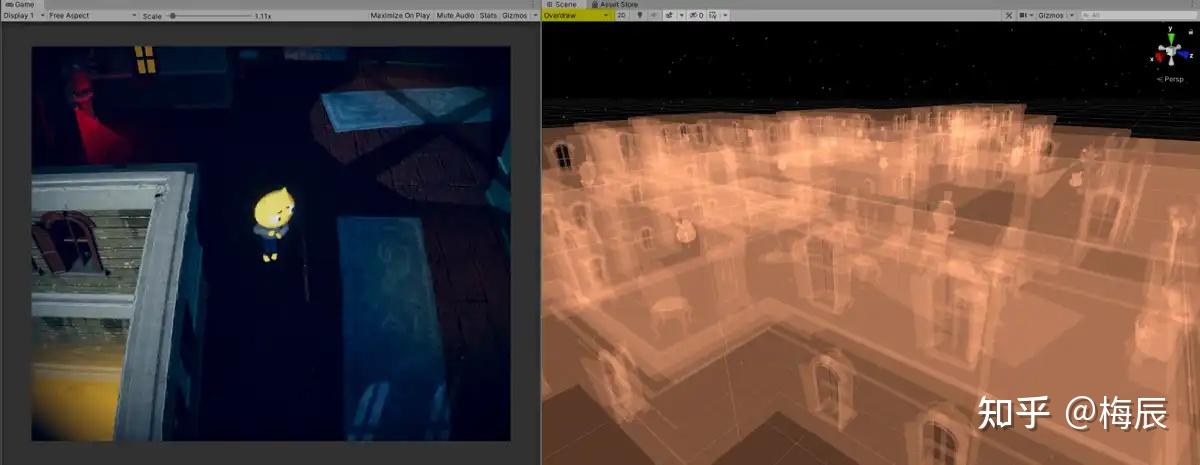 Game
Display 1 Free Aspect Scale 1.11x Maximize On Play Mute Audio Stats Gizmos
Scene Asset Store
Overdraw 2D 0 Gizmos All
y
x z
Persp
知乎 @梅辰